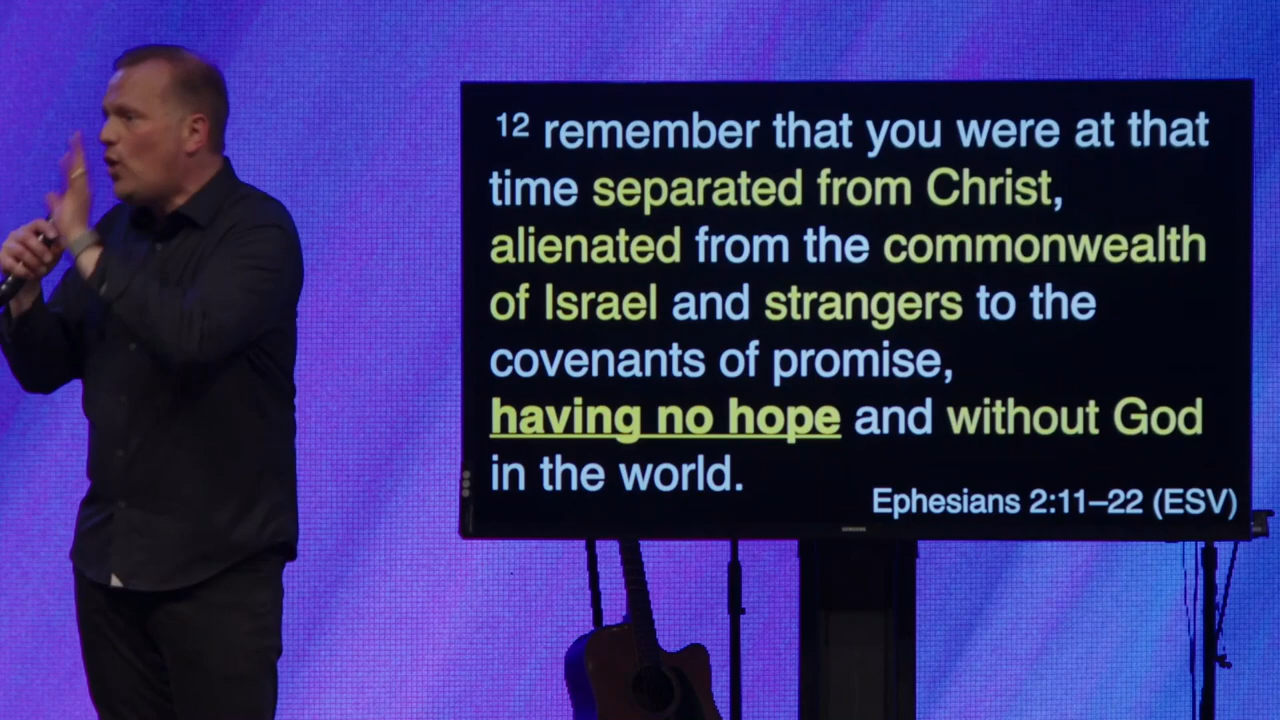 12 remember that you were at that
time separated from Christ,
alienated from the commonwealth
of Israel and strangers to the
covenants of promise,
having no hope and without God
in the world.
Ephesians 2:11–22 (ESV)